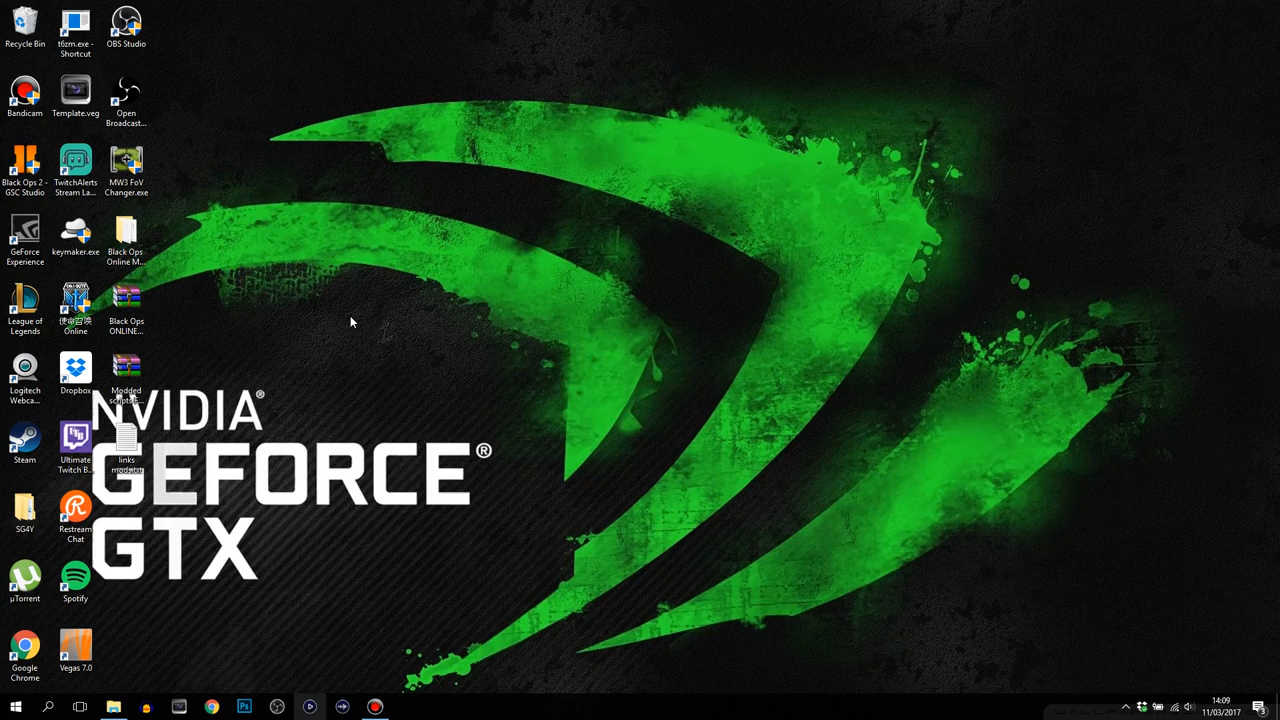 Recycle Bin
t6zm.exe -
Shortcut
OBS Studio
Bandicam
Template.veg
Open
Broadcast...
Black Ops 2 -
GSC Studio
TwitchAlerts
Stream La...
MW3 FoV
Changer.exe
GeForce
Experience
keymaker.exe
Black Ops
Online M...
League of
Legends
使命召唤
Online
Black Ops
ONLINE...
Logitech
Webca...
Dropbox
Modded
Steam
Ultimate
Twitch B...
links
SG4Y
Restream
Chat
µTorrent
Spotify
Google
Chrome
Vegas 7.0
NVIDIA®
GEFORCE®
GTX
Ps
14:09
11/03/2017
3